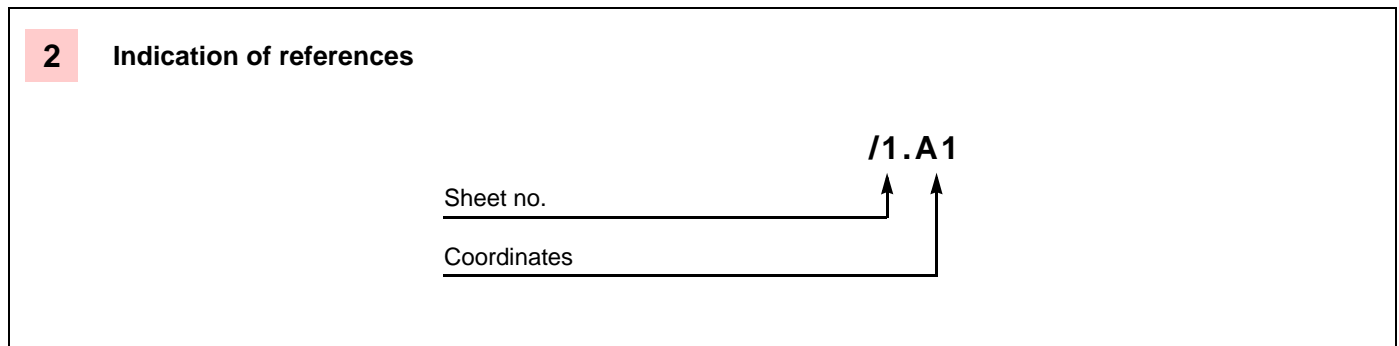 2 Indication of references
/1.A1
Sheet no.
Coordinates